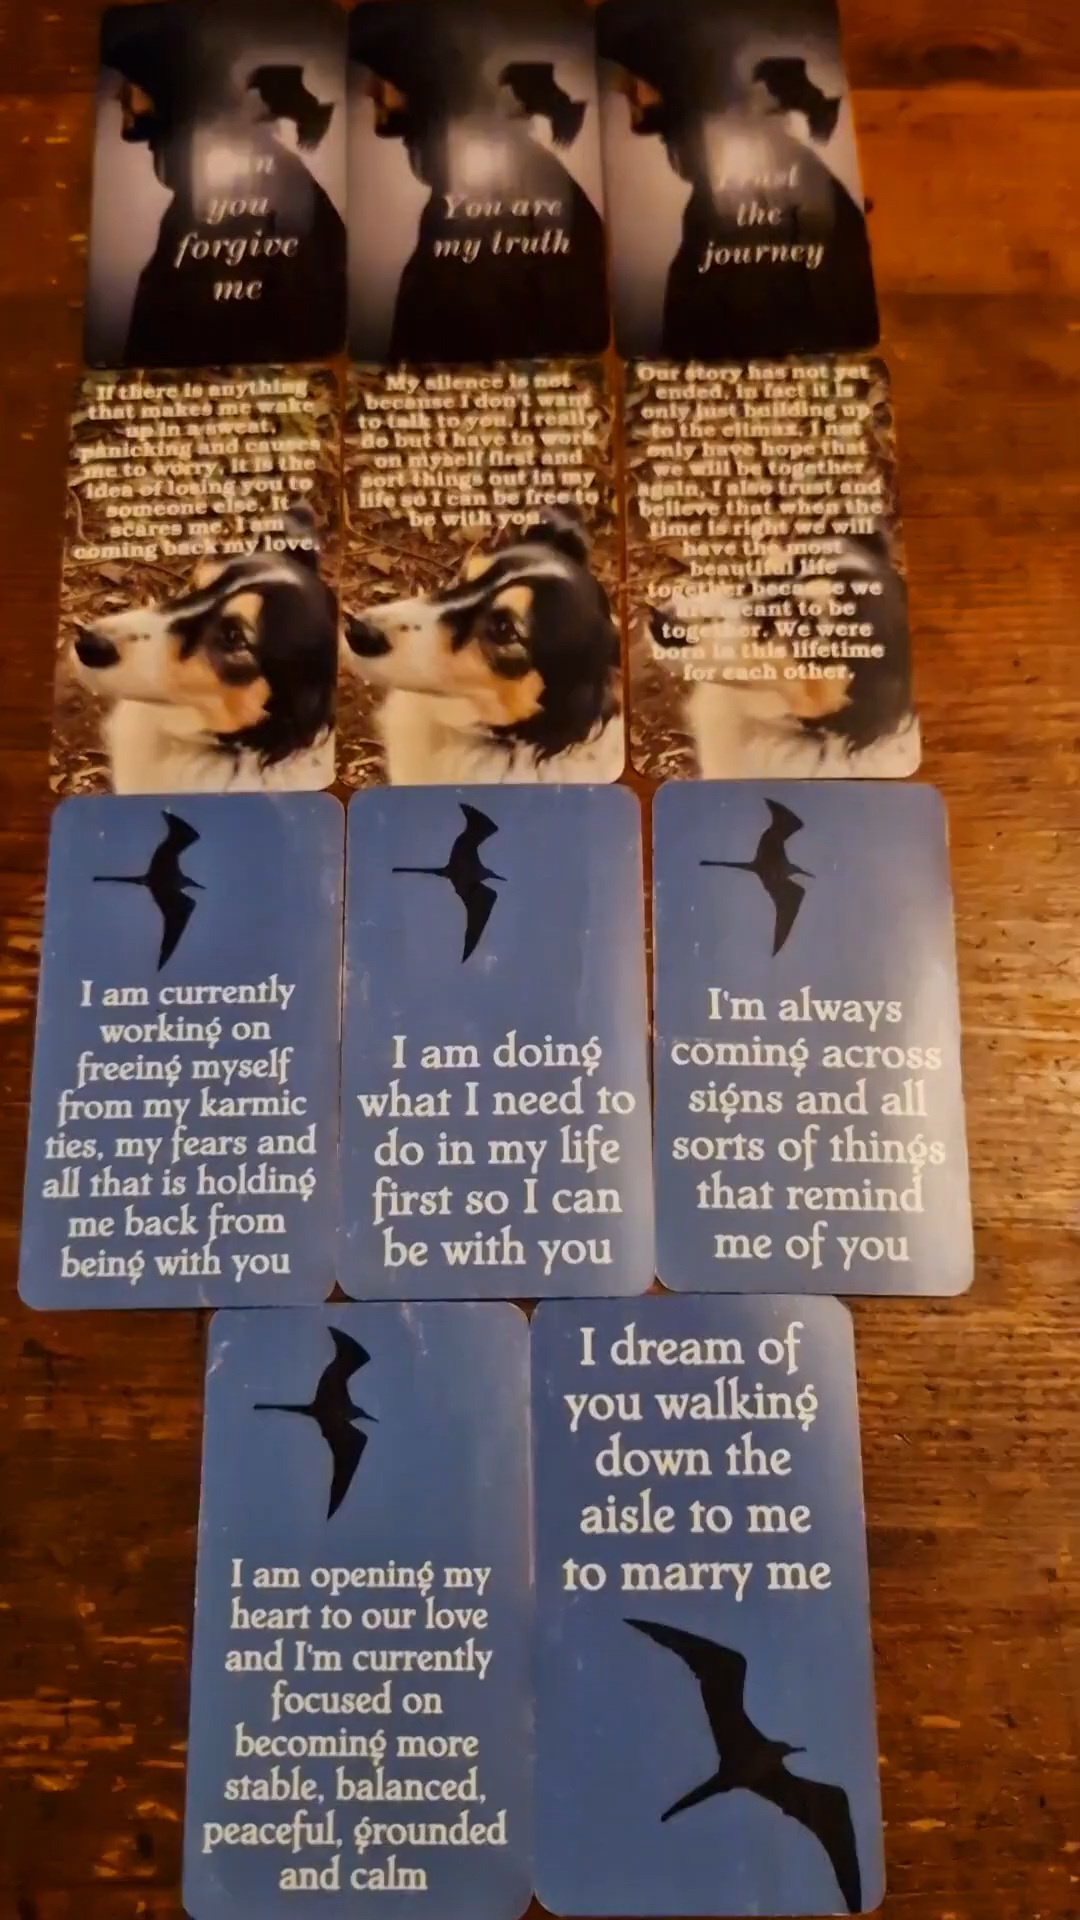 you
forgive
me
You are
my truth
the
journey
If there is anything
that makes me wake
up in a sweat,
panicking and causes
me to worry, it is the
idea of losing you to
someone else. It
scares me. I am
coming back my love.
My silence is not
because I don't want
to talk to you, I really
do but I have to work
on myself first and
sort things out in my
life so I can be free to
be with you.
Our story has not yet
ended, in fact it is
only just building up
to the climax. I not
only have hope that
we will be together
again, I also trust and
believe that when the
time is right we will
have the most
beautiful life
together because we
are meant to be
together. We were
born in this lifetime
for each other.
I am currently
working on
freeing myself
from my karmic
ties, my fears and
all that is holding
me back from
being with you
I am doing
what I need to
do in my life
first so I can
be with you
I'm always
coming across
signs and all
sorts of things
that remind
me of you
I am opening my
heart to our love
and I'm currently
focused on
becoming more
stable, balanced,
peaceful, grounded
and calm
I dream of
you walking
down the
aisle to me
to marry me